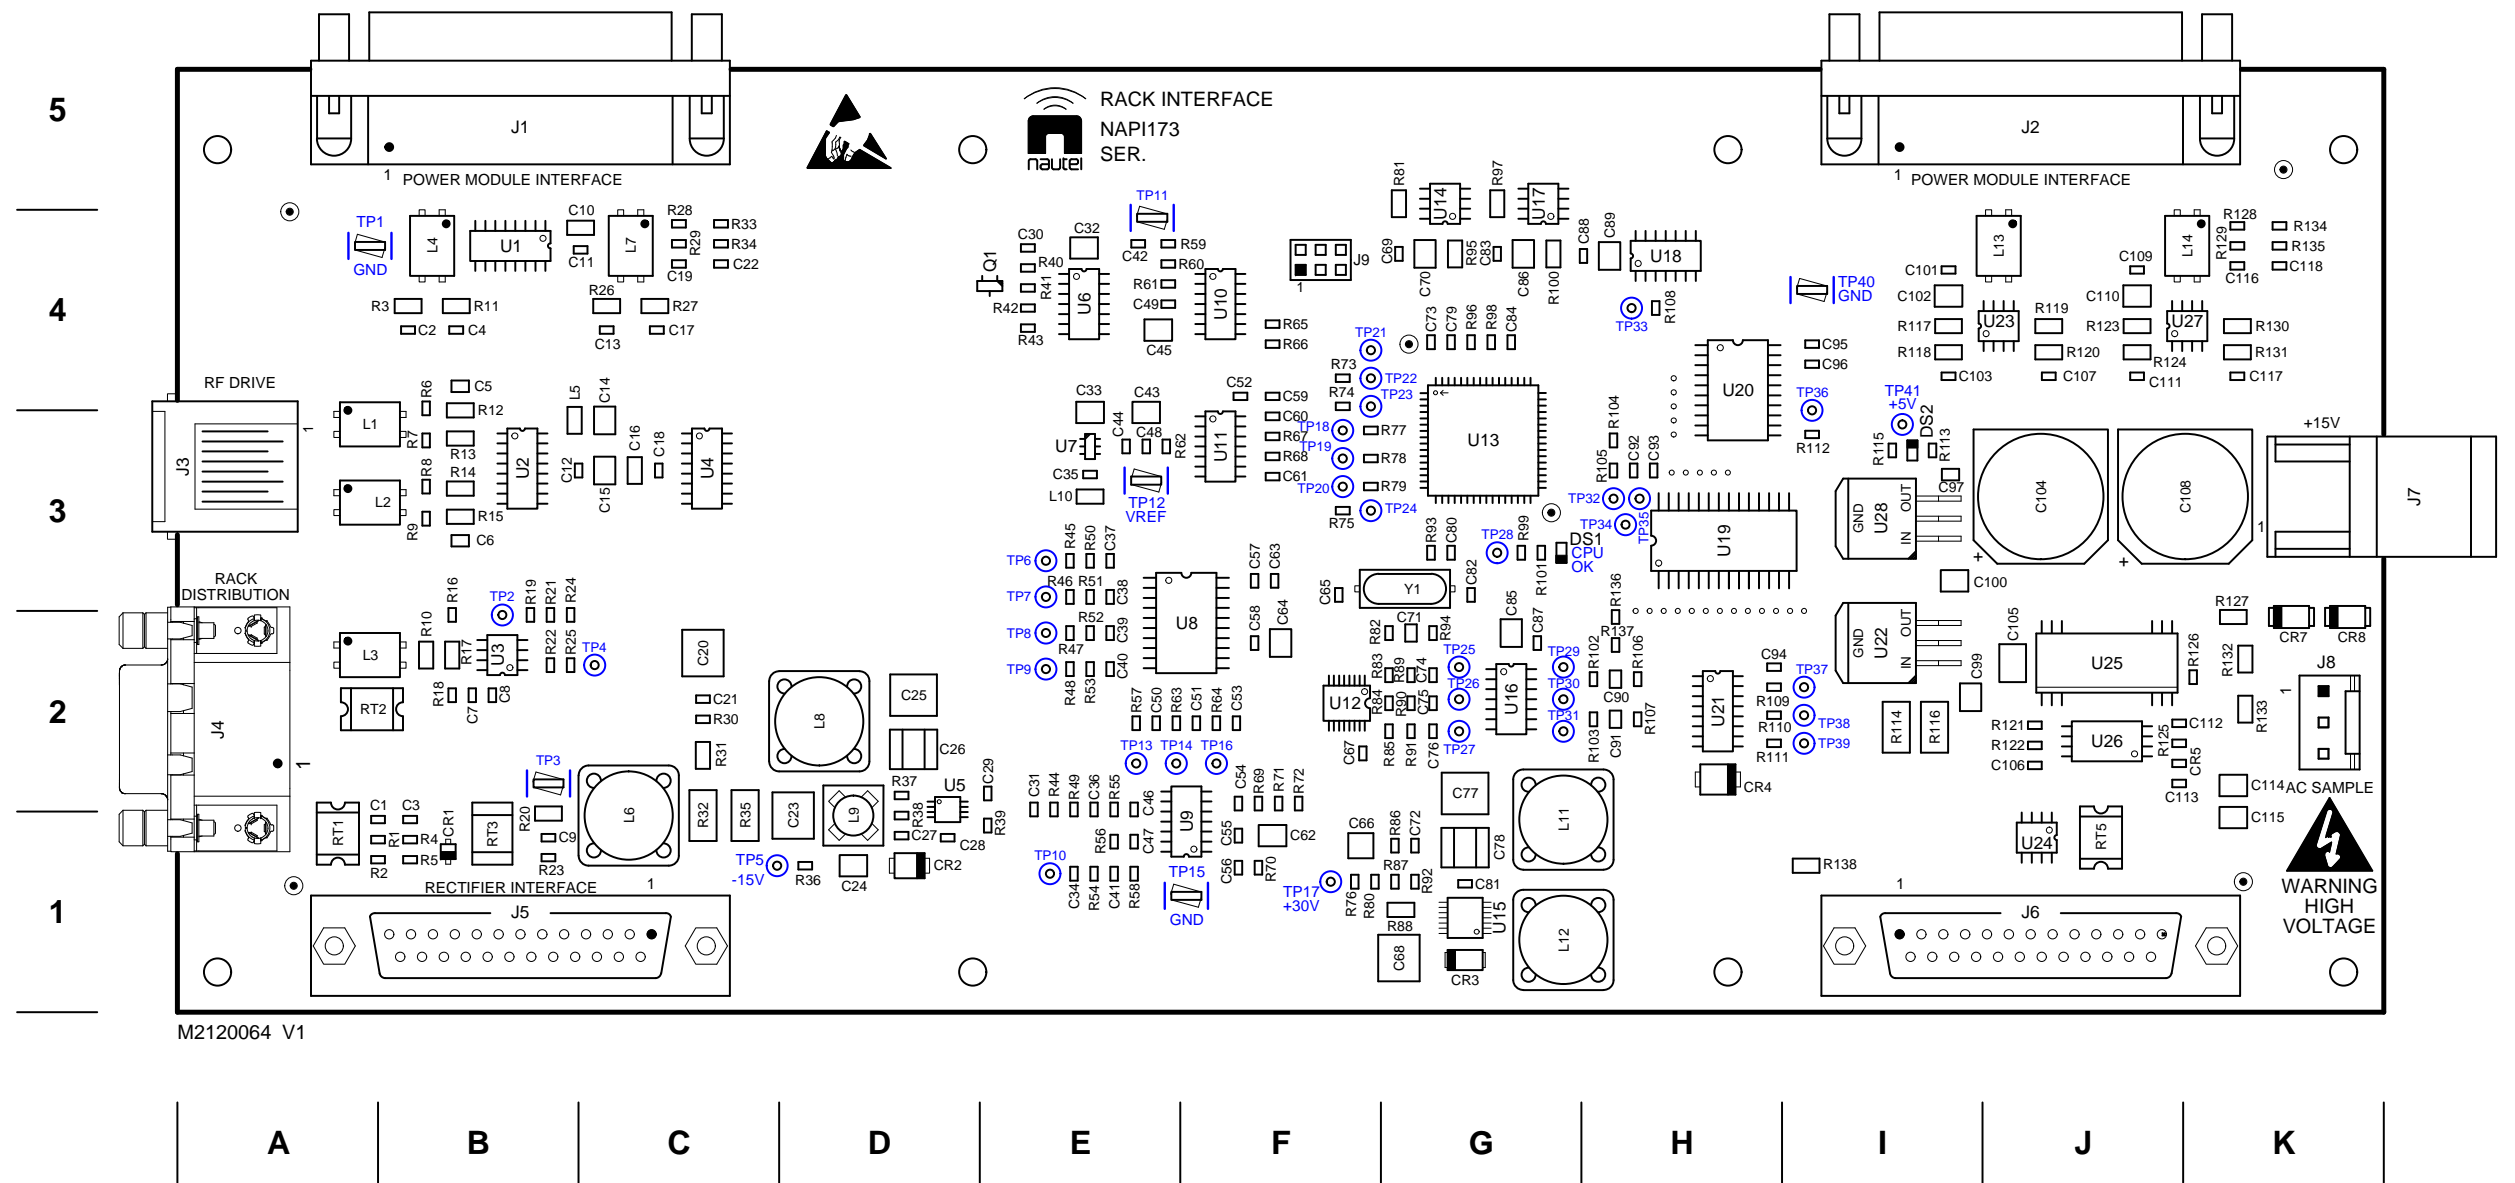 5
J1
RACK INTERFACE
NAPI173
SER.
nautel
J2
1 POWER MODULE INTERFACE
1 POWER MODULE INTERFACE
R81
U14
R97
U17
4
TP1
GND
L4
U1
C10
C11
L7
R28
R29
C19
R33
R34
C22
R3
C2
R11
C4
R26
C13
R27
C17
Q1
C30
R40
R41
R42
R43
C32
U6
TP11
C42
R59
R60
R61
C49
C45
U10
J9
1
R65
R66
C69
C70
R95
C83
C86
R100
C88
C89
U18
TP33
R108
TP21
C73
C79
R96
R98
C84
TP40
GND
C101
C102
R117
R118
C103
L13
U23
R119
R120
C107
C109
C110
R123
R124
C111
L14
U27
R128
R129
C116
R134
R135
C118
R130
R131
C117
RF DRIVE
J3
1
L1
L2
R6
R7
R8
R9
C5
R12
R13
R14
R15
C6
U2
L5
C12
C14
C15
C16
C18
U4
C33
U7
C35
L10
C43
C44
C48
R62
TP12
VREF
U11
C52
C59
C60
R67
R68
C61
R73
R74
R75
TP22
TP23
TP18
TP19
TP20
TP24
R77
R78
R79
U13
R104
R105
C92
C93
U20
C95
C96
TP36
R112
TP41
+5V
DS2
R115
R113
C97
U28
GND
OUT
IN
C104
+
C108
+
+15V
J7
1
3
TP32
TP34
TP35
U19
R93
C80
TP28
R99
R101
DS1
CPU
OK
TP6
TP7
TP8
TP9
R45
R50
C37
R46
R51
C38
R52
C39
R47
R48
R53
C40
U8
C57
C63
C58
C64
C65
Y1
C82
C100
RACK
DISTRIBUTION
J4
1
L3
RT2
R10
R16
R17
R18
C7
C8
TP2
U3
R19
R21
R24
R22
R25
TP4
C20
C21
R30
R31
L8
C25
C26
R82
C71
R94
C85
C87
R136
R137
R102
R106
TP25
TP26
TP27
R83
R89
C74
R84
R90
C75
R85
R91
C76
U12
C67
U16
TP29
TP30
TP31
C90
R103
C91
R107
U21
C94
R109
R110
R111
TP37
TP38
TP39
CR4
U22
GND
OUT
IN
R114
R116
C99
C105
U25
R126
R121
R122
C106
U26
R125
C112
CR5
C113
R127
CR7
CR8
R132
R133
J8
1
AC SAMPLE
C114
C115
2
R57
C50
R63
C51
R64
C53
TP13
TP14
TP16
TP3
R20
L6
R32
R35
C23
L9
R37
R38
C27
U5
C28
C29
R39
CR2
C24
TP5
-15V
R36
C31
R44
R49
C36
R55
C46
R56
C47
U9
C54
R69
R71
R72
C55
C56
R70
C62
TP10
C34
R54
C41
R58
TP15
GND
TP17
+30V
C66
R86
C72
R87
R76
R80
R92
R88
C77
C78
C81
U15
C68
CR3
L11
L12
RT1
C1
R1
R2
C3
R4
R5
CR1
RT3
C9
R23
R138
U24
RT5
WARNING
HIGH
VOLTAGE
RECTIFIER INTERFACE
1
J5
J6
1
1
M2120064 V1
A B C D E F G H I J K